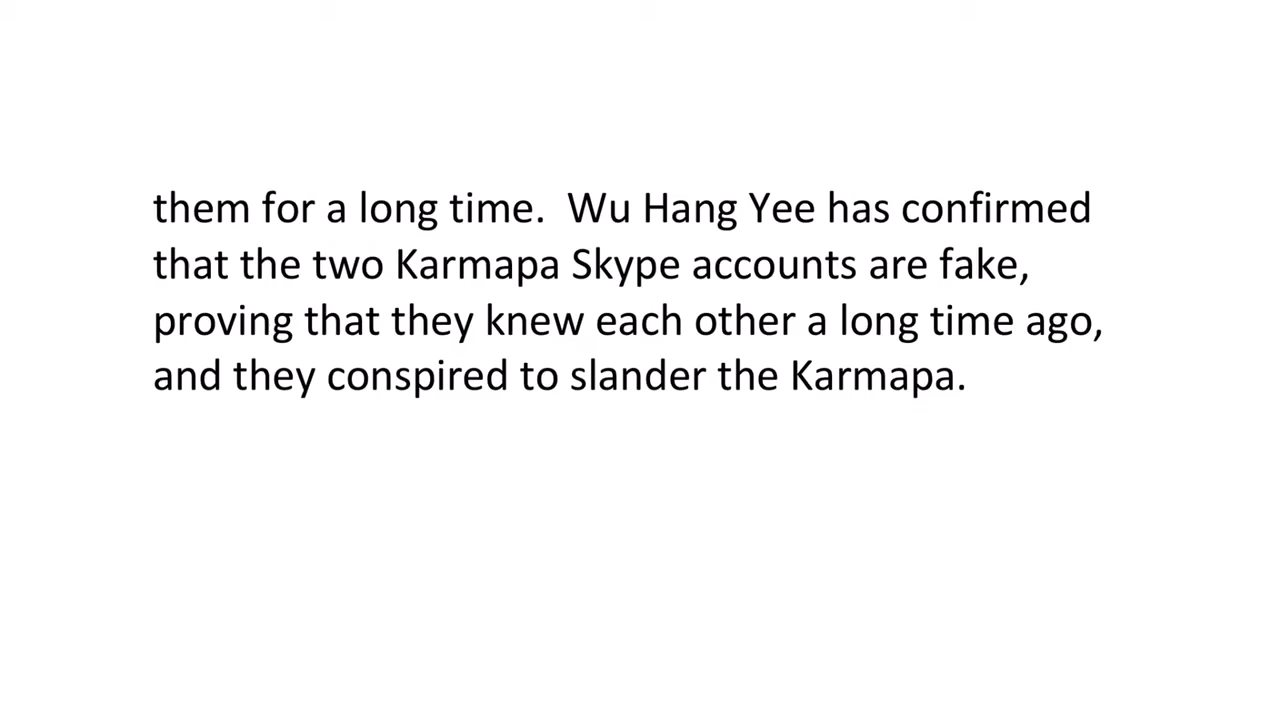 them for a long time.  Wu Hang Yee has confirmed
that the two Karmapa Skype accounts are fake,
proving that they knew each other a long time ago,
and they conspired to slander the Karmapa.